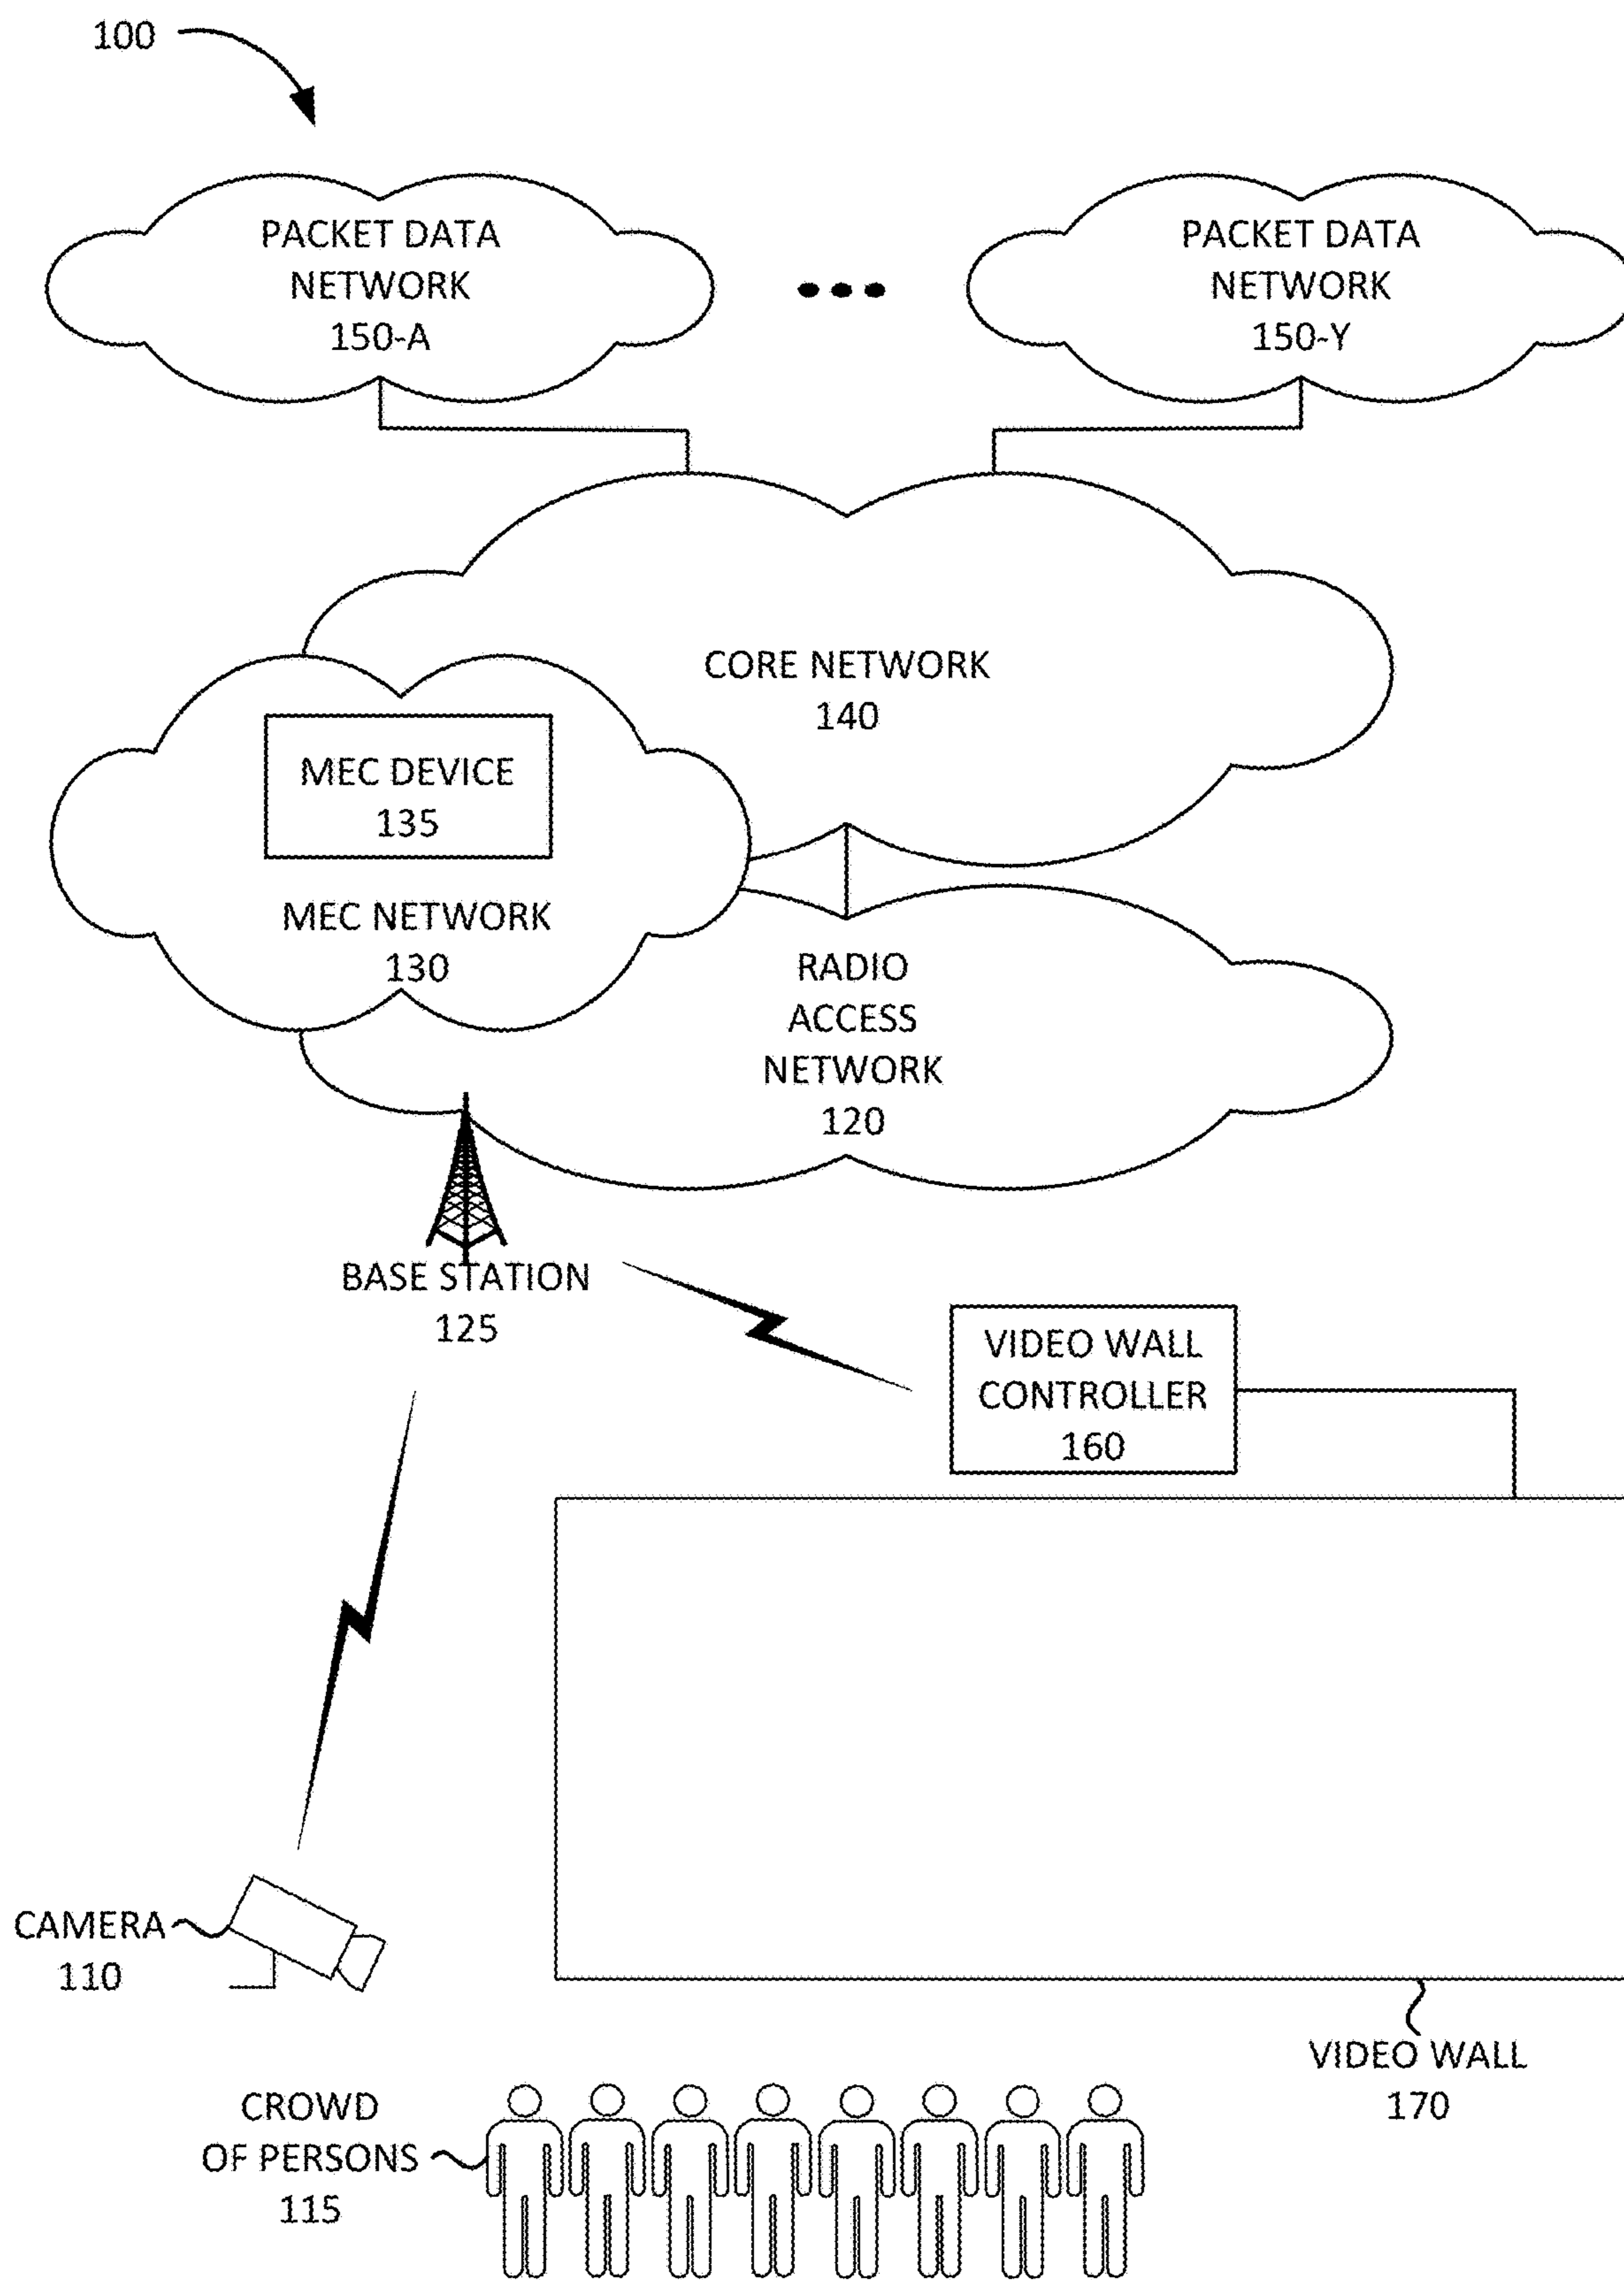 100
PACKET DATA
NETWORK
150-A
PACKET DATA
NETWORK
150-Y
CORE NETWORK
140
MEC DEVICE
135
MEC NETWORK
130
RADIO
ACCESS
NETWORK
120
BASE STATION
125
VIDEO WALL
CONTROLLER
160
CAMERA
110
VIDEO WALL
170
CROWD
OF PERSONS
115